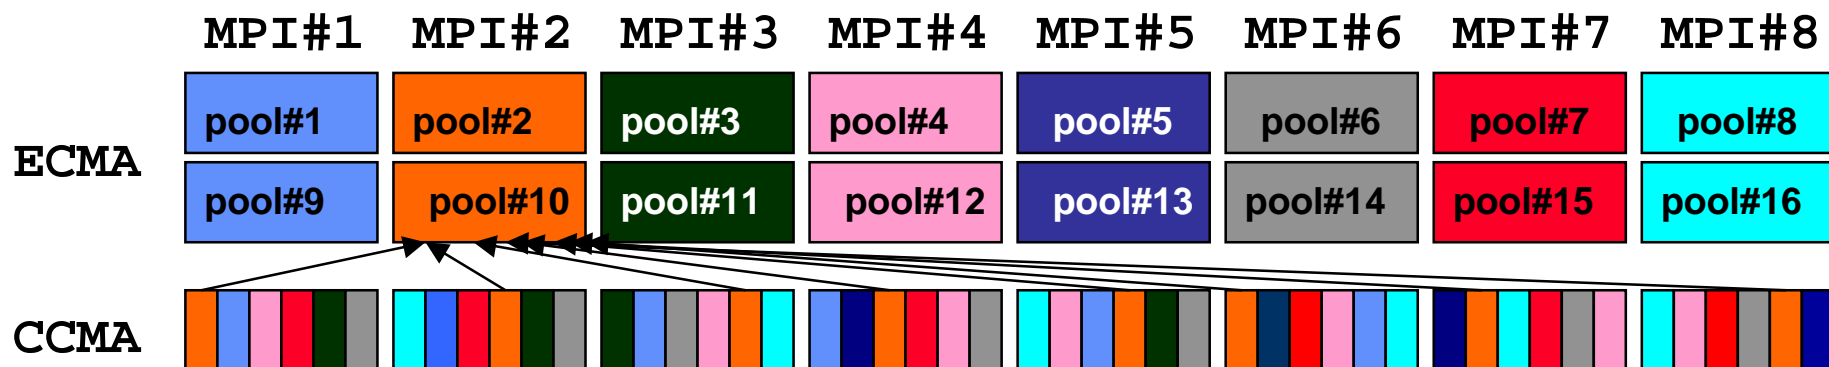 MPI#1 MPI#2 MPI#3 MPI#4 MPI#5 MPI#6 MPI#7 MPI#8
pool#1 pool#2 pool#3 pool#4 pool#5 pool#6 pool#7 pool#8
ECMA
pool#9 pool#10 pool#11 pool#12 pool#13 pool#14 pool#15 pool#16
CCMA